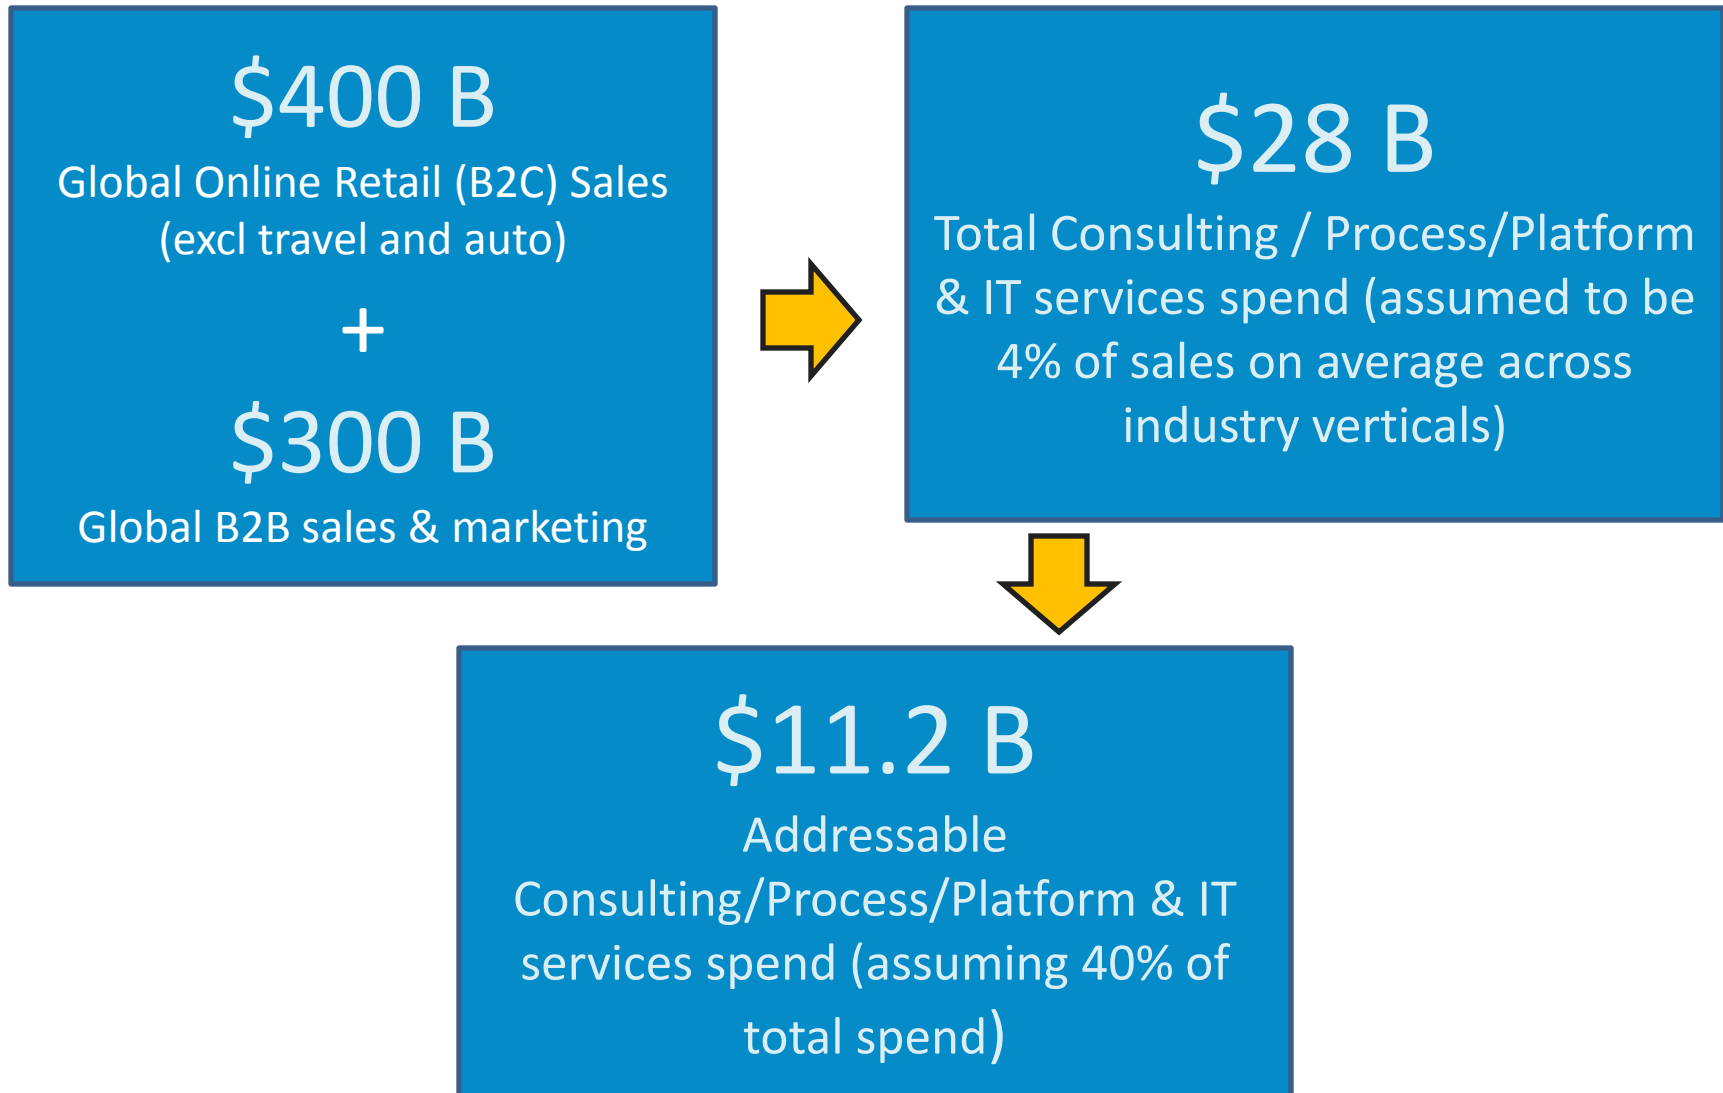 $400 B
Global Online Retail (B2C) Sales
(excl travel and auto)
+
$300 B
Global B2B sales & marketing
$28 B
Total Consulting / Process/Platform
& IT services spend (assumed to be
4% of sales on average across
industry verticals)
$11.2 B
Addressable
Consulting/Process/Platform & IT
services spend (assuming 40% of
total spend)